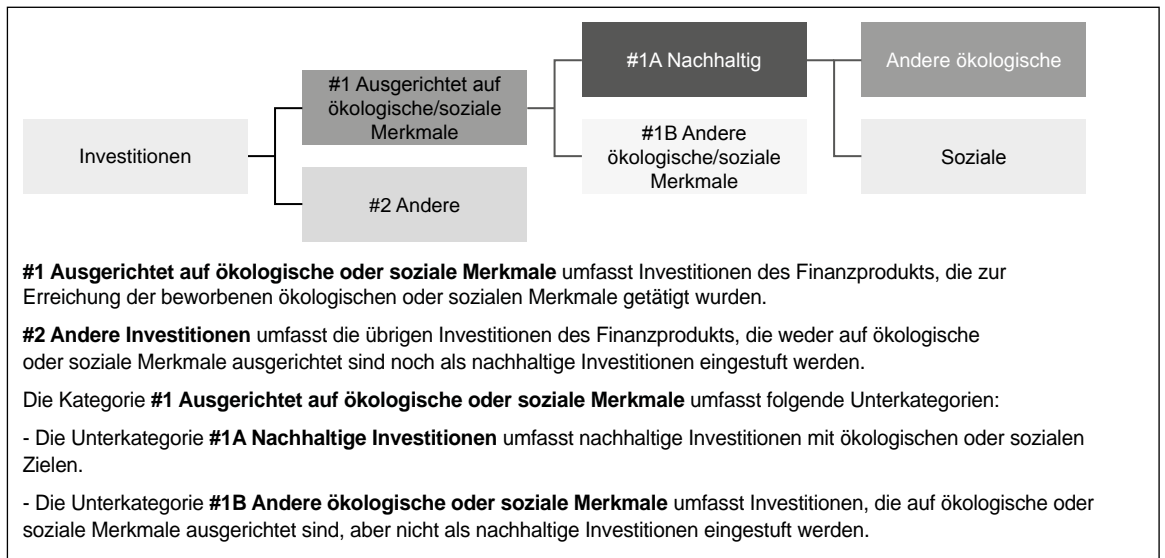 Investitionen
#1 Ausgerichtet auf
ökologische/soziale
Merkmale
#2 Andere
#1A Nachhaltig
#1B Andere
ökologische/soziale
Merkmale
Andere ökologische
Soziale
#1 Ausgerichtet auf ökologische oder soziale Merkmale umfasst Investitionen des Finanzprodukts, die zur
Erreichung der beworbenen ökologischen oder sozialen Merkmale getätigt wurden.
#2 Andere Investitionen umfasst die übrigen Investitionen des Finanzprodukts, die weder auf ökologische
oder soziale Merkmale ausgerichtet sind noch als nachhaltige Investitionen eingestuft werden.
Die Kategorie #1 Ausgerichtet auf ökologische oder soziale Merkmale umfasst folgende Unterkategorien:
- Die Unterkategorie #1A Nachhaltige Investitionen umfasst nachhaltige Investitionen mit ökologischen oder sozialen
Zielen.
- Die Unterkategorie #1B Andere ökologische oder soziale Merkmale umfasst Investitionen, die auf ökologische oder
soziale Merkmale ausgerichtet sind, aber nicht als nachhaltige Investitionen eingestuft werden.